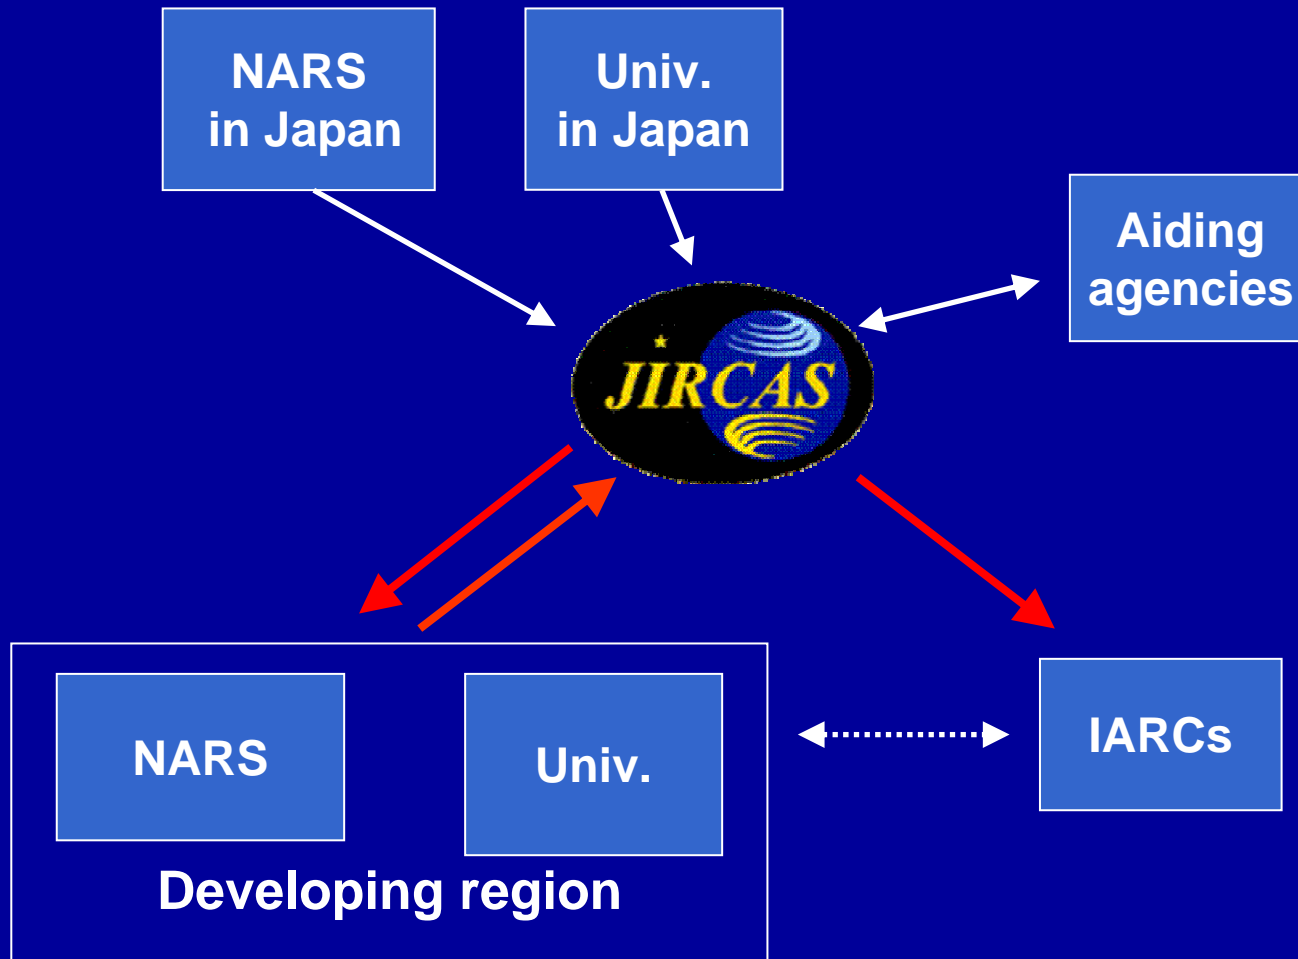 NARS
in Japan
Univ.
in Japan
Aiding
agencies
JIRCAS
NARS
Univ.
IARCs
Developing region